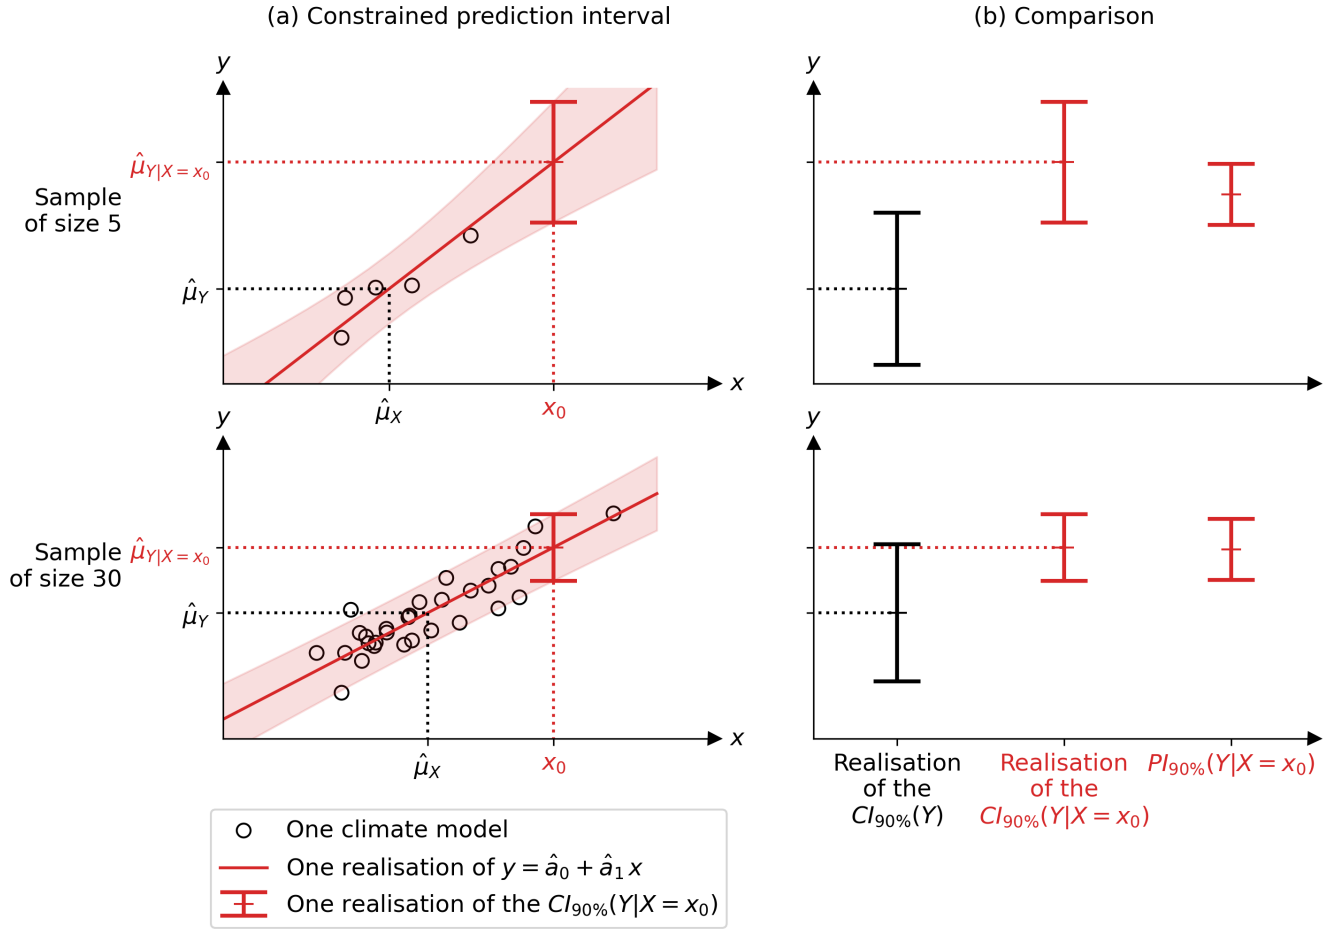 (a) Constrained prediction interval
(b) Comparison
y
y
μ̂_{Y|X = x_0}
Sample
of size 5
μ̂_Y
x
μ̂_X
x_0
y
y
μ̂_{Y|X = x_0}
Sample
of size 30
μ̂_Y
x
μ̂_X
x_0
Realisation
of the
CI_{90%}(Y)
Realisation
of the
CI_{90%}(Y|X = x_0)
PI_{90%}(Y|X = x_0)
One climate model
One realisation of y = â_0 + â_1 x
One realisation of the CI_{90%}(Y|X = x_0)